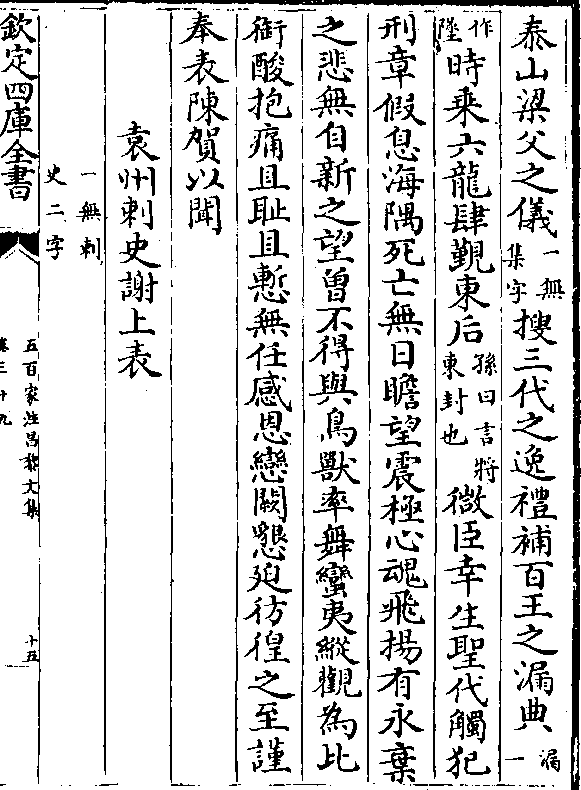 泰山梁父之儀一無集字搜三代之逸禮補百王之漏典漏一
作時乘六龍肆覲東后孫曰言將東封也微臣幸生聖代觸犯
刑章假息海隅死亡無日瞻望震極心魂飛揚有永棄
之悲無自新之望曾不得與鳥獸率舞蠻夷縱觀為比
銜酸抱痛且耻且慙無任感恩戀闕懇廹彷徨之至謹
奉表陳賀以聞
袁州刺史謝上表
一無刺史二字
欽定四庫全書
五百家注昌黎文集
卷三十九
十五